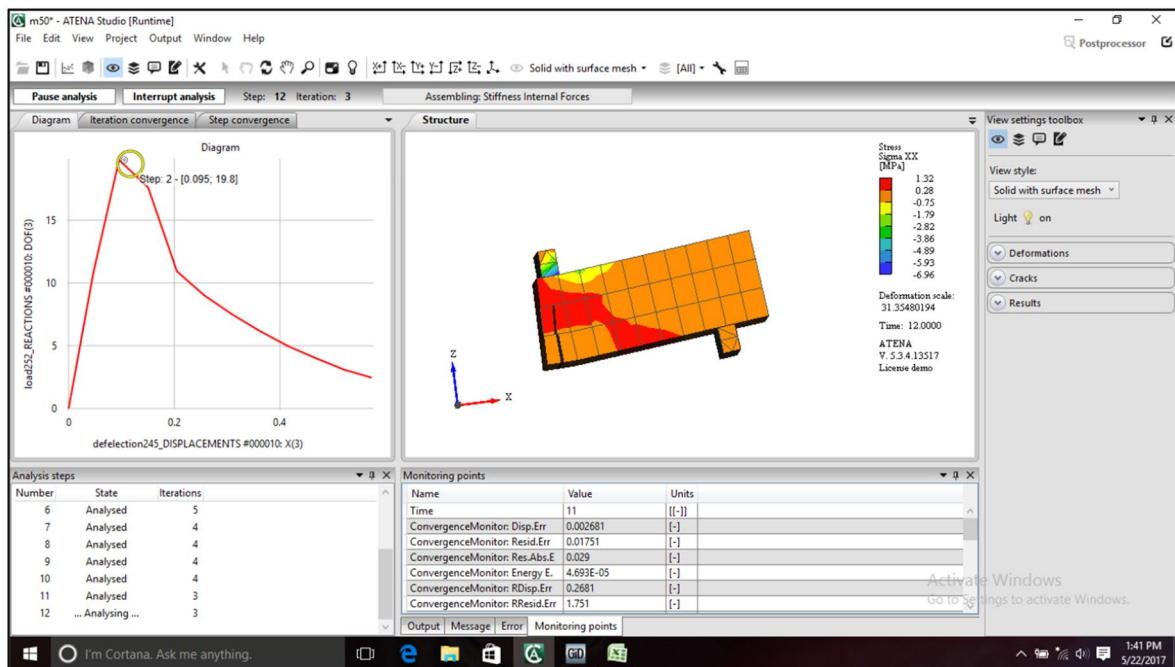 m50* - ATENA Studio [Runtime]
File Edit View Project Output Window Help
Postprocessor
Solid with surface mesh
[All]
Pause analysis Interrupt analysis Step: 12 Iteration: 3 Assembling: Stiffness Internal Forces
Diagram Iteration convergence Step convergence
Diagram
Step: 2 - [0.095; 19.8]
15
10
5
0
0 0.2 0.4
load252_REACTIONS #000010: DOF(3)
defelection245_DISPLACEMENTS #000010: X(3)
Structure
Stress
Sigma XX
[MPa]
1.32
0.28
-0.75
-1.79
-2.82
-3.86
-4.89
-5.93
-6.96
Deformation scale:
31.35480194
Time: 12.0000
ATENA
V. 5.3.4.13517
License demo
Z
X
View settings toolbox
View style:
Solid with surface mesh
Light on
Deformations
Cracks
Results
Analysis steps
Number State Iterations
6 Analysed 5
7 Analysed 4
8 Analysed 4
9 Analysed 4
10 Analysed 4
11 Analysed 3
12 ... Analysing ... 3
Monitoring points
Name Value Units
Time 11 [[-]]
ConvergenceMonitor: Disp.Err 0.002681 [-]
ConvergenceMonitor: Resid.Err 0.01751 [-]
ConvergenceMonitor: Res.Abs.E 0.029 [-]
ConvergenceMonitor: Energy E. 4.693E-05 [-]
ConvergenceMonitor: RDisp.Err 0.2681 [-]
ConvergenceMonitor: RResid.Err 1.751 [-]
Output Message Error Monitoring points
Activate Windows
Go to Settings to activate Windows.
I'm Cortana. Ask me anything.
GiD
1:41 PM
5/22/2017